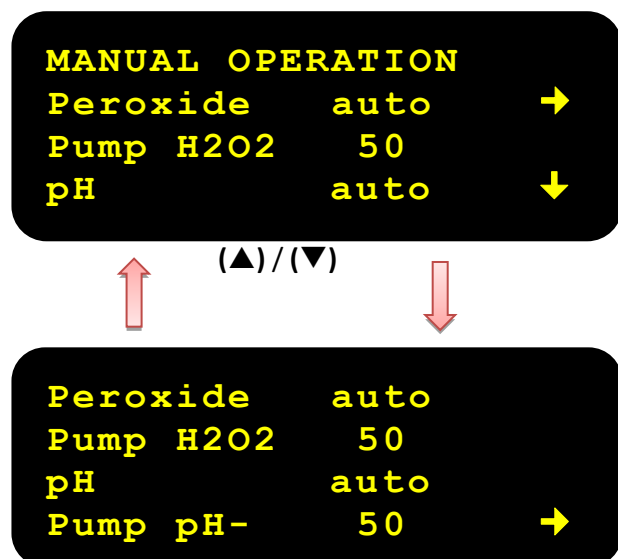 MANUAL OPERATION
Peroxide auto →
Pump H2O2 50
pH auto ↓
(▲)/(▼)
Peroxide auto
Pump H2O2 50
pH auto
Pump pH- 50 →